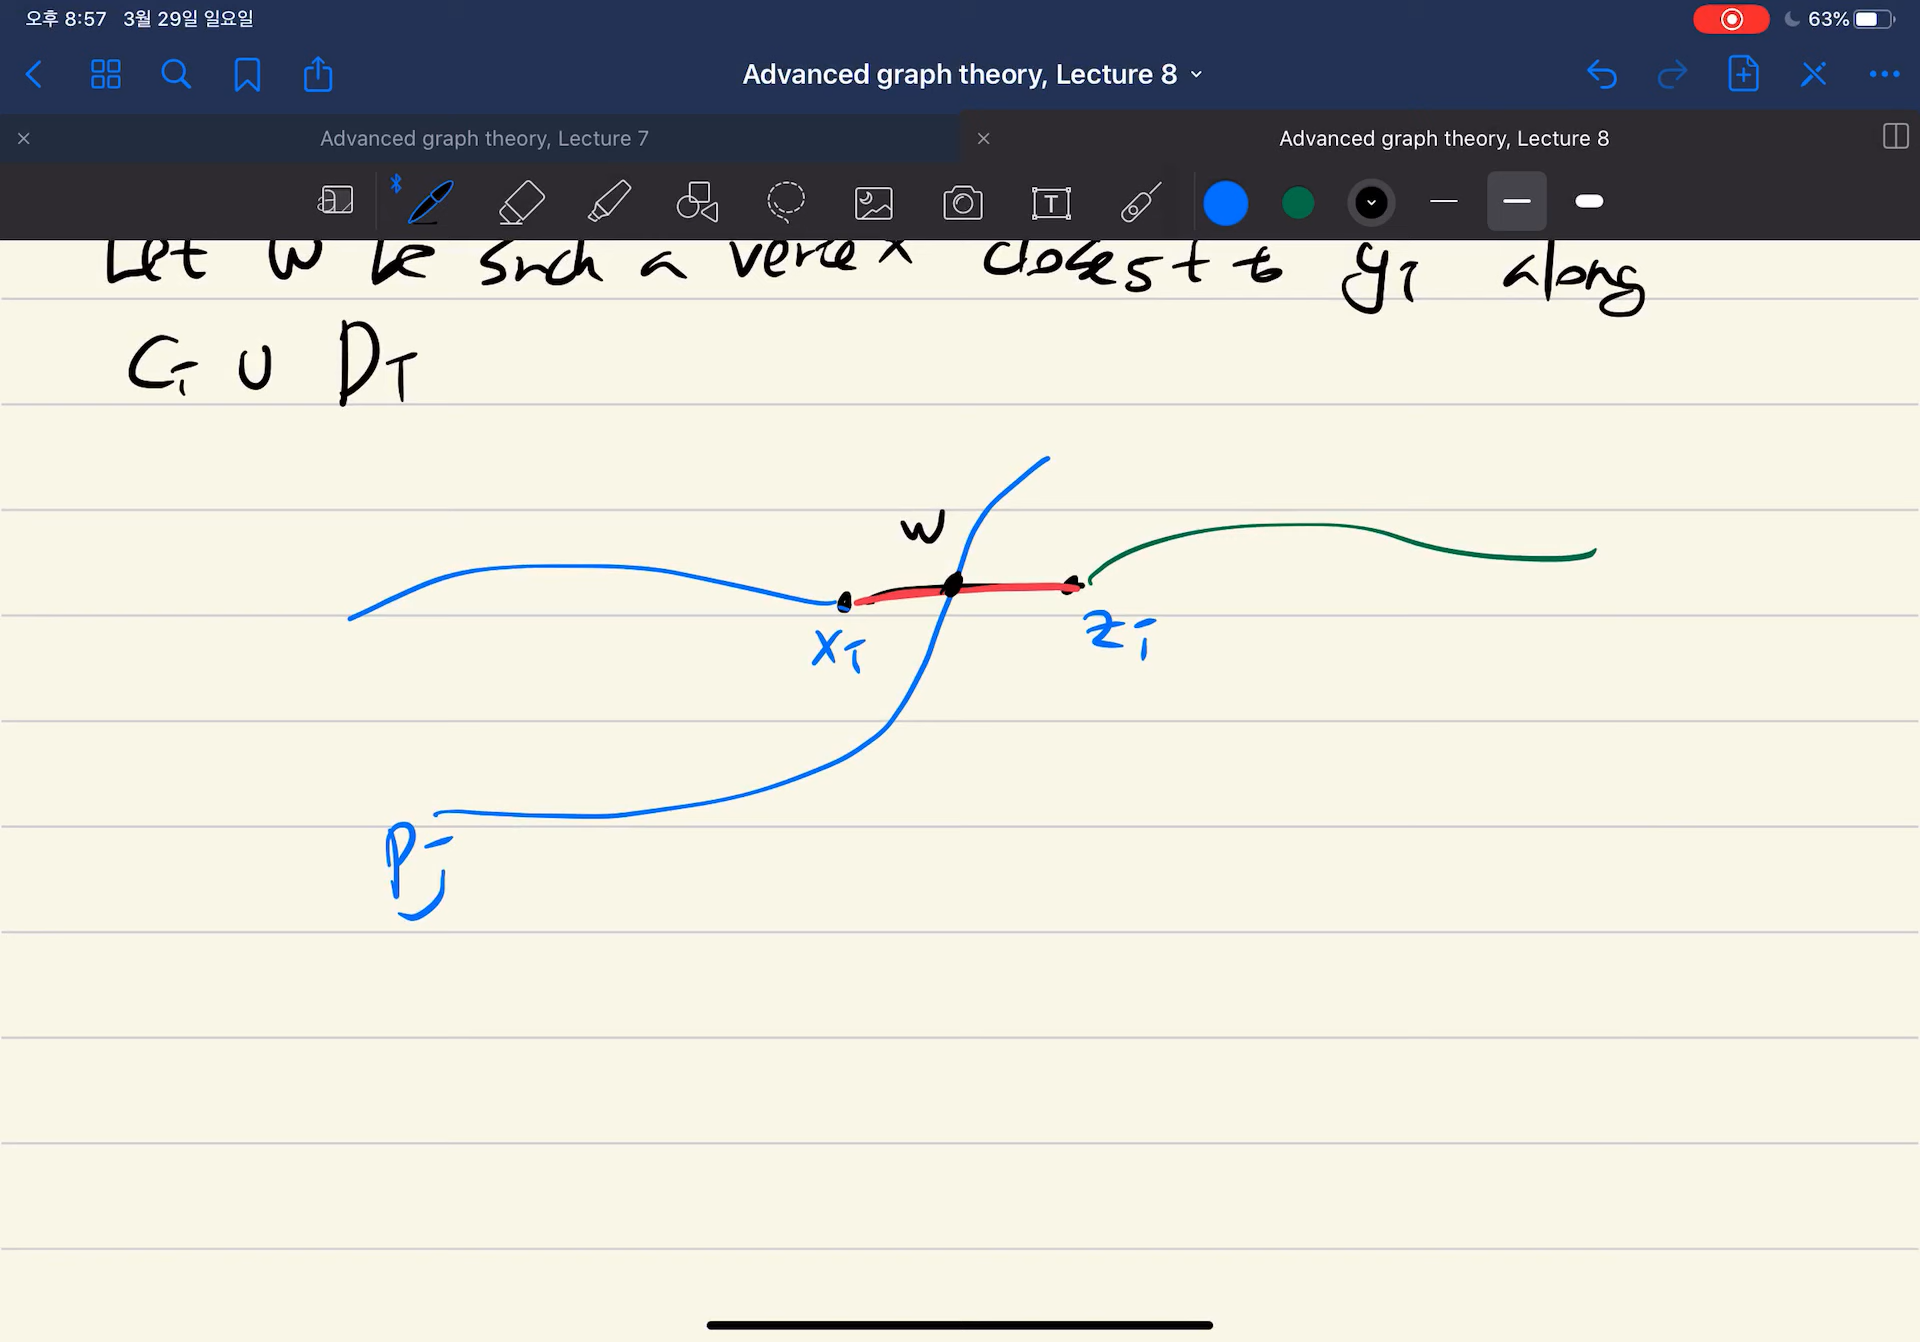 오후 8:57 3월 29일 일요일
63%
Advanced graph theory, Lecture 8
Advanced graph theory, Lecture 7
Advanced graph theory, Lecture 8
Let w be such a vertex closest to yᵢ along
Cᵢ ∪ Dᵢ
w
xᵢ
zᵢ
Pⱼ